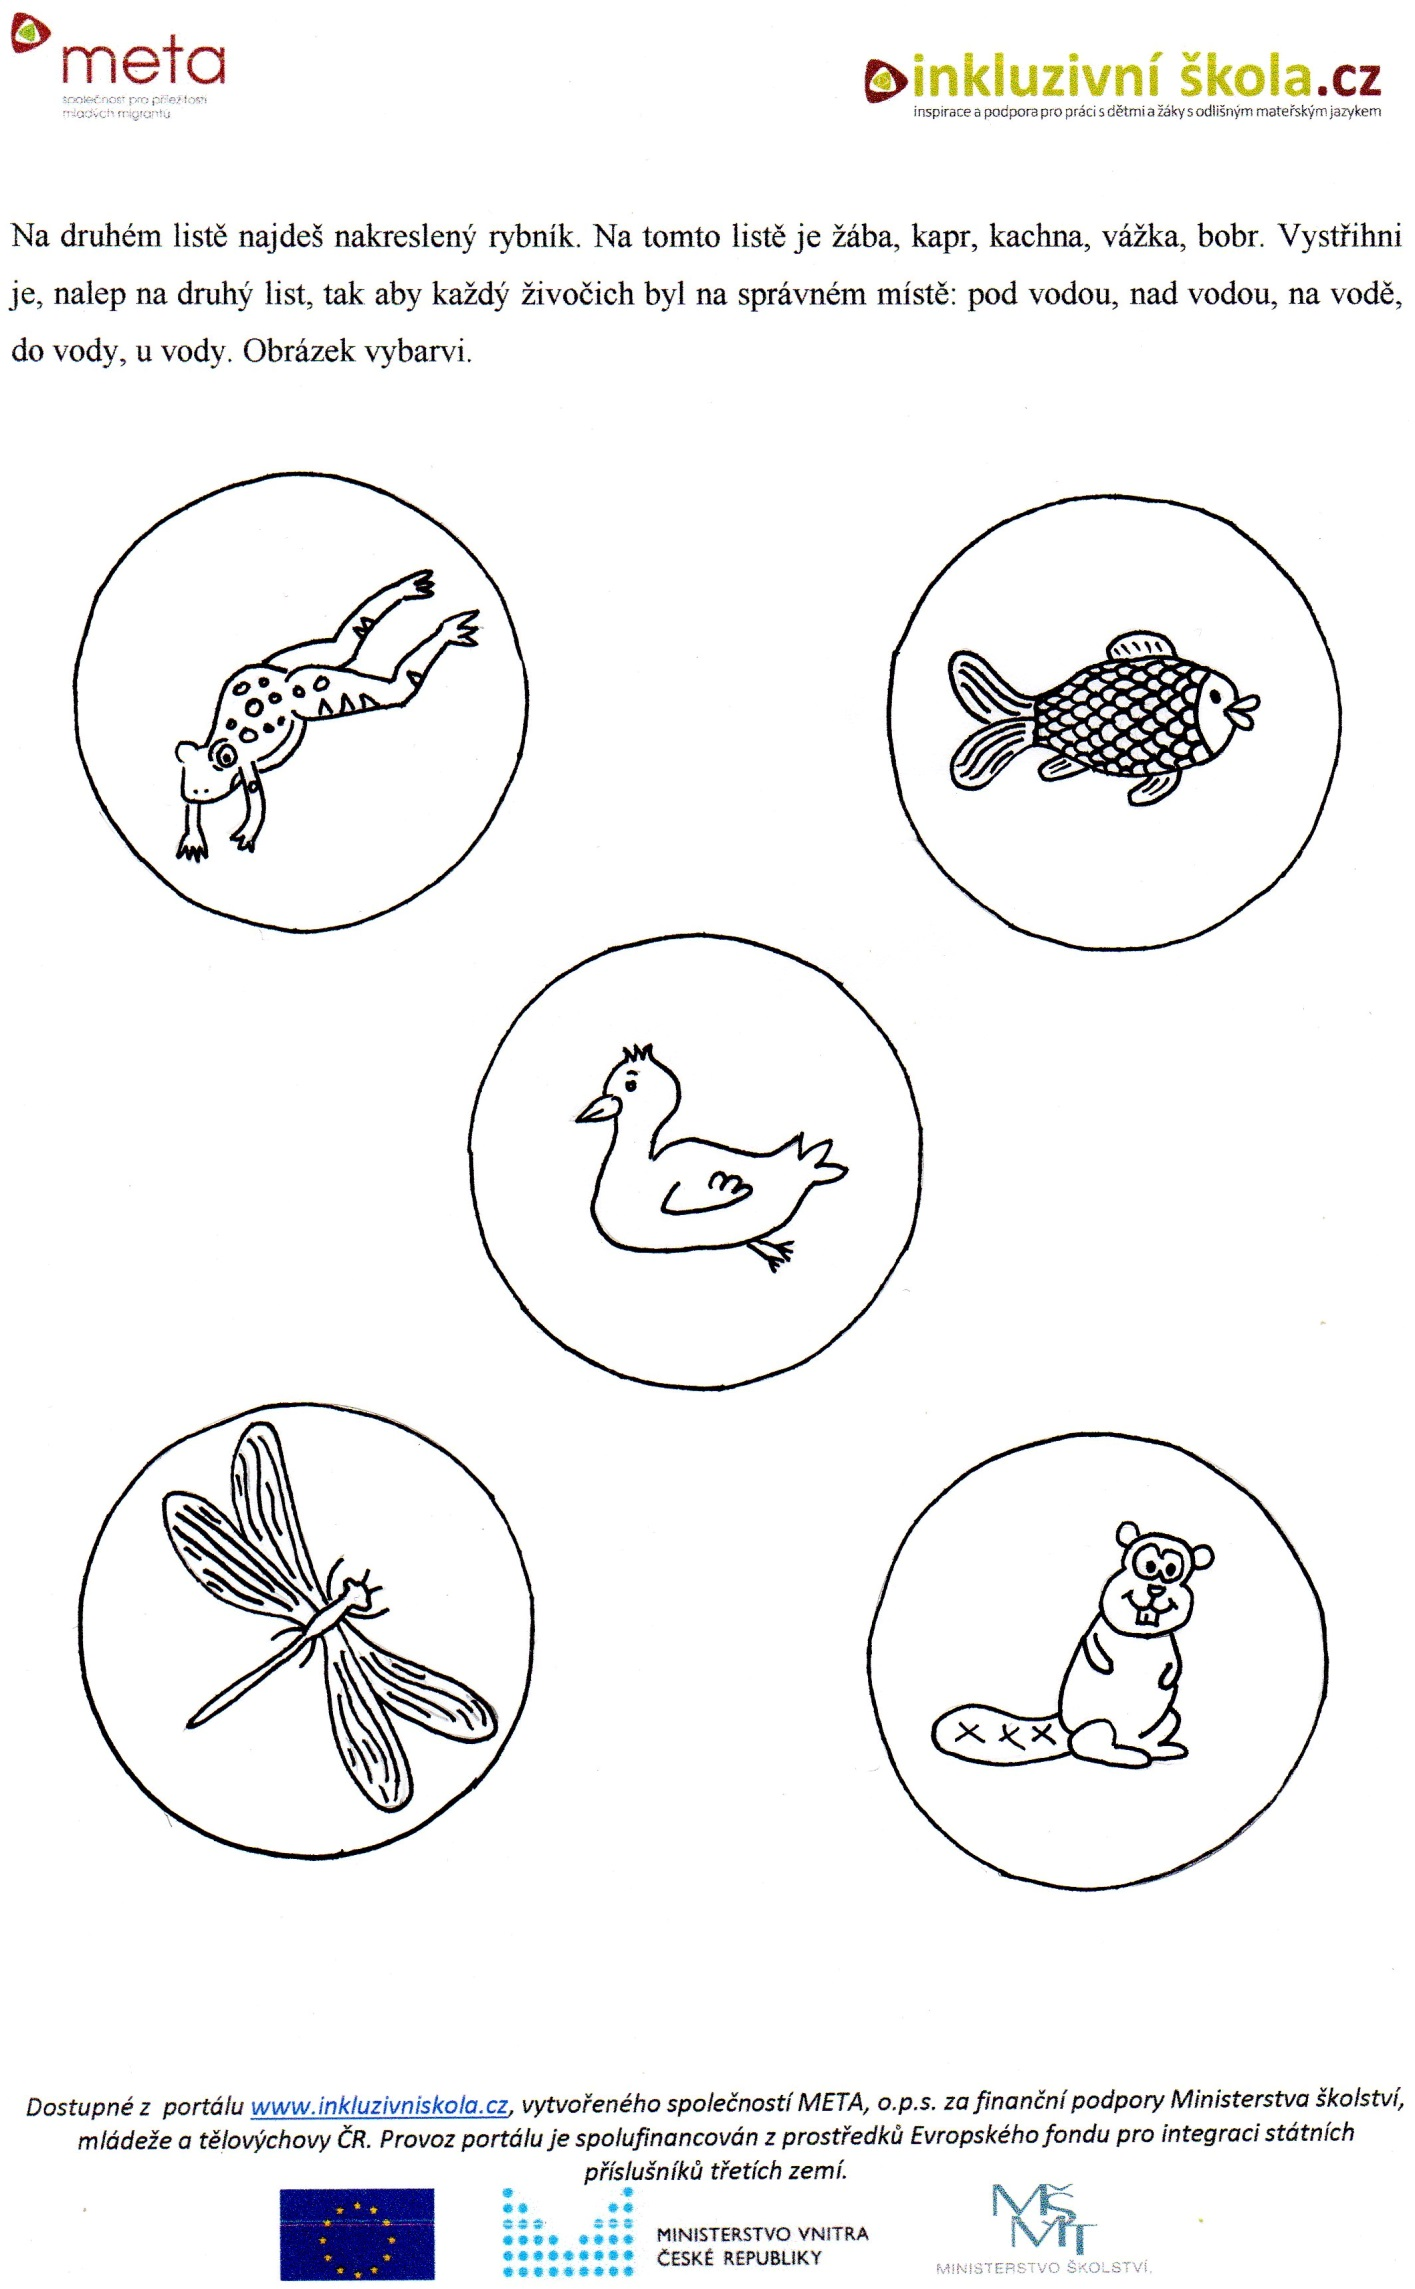 meta
společnost pro příležitosti
mladých migrantů
inkluzivní škola.cz
inspirace a podpora pro práci s dětmi a žáky s odlišným mateřským jazykem
Na druhém listě najdeš nakreslený rybník. Na tomto listě je žába, kapr, kachna, vážka, bobr. Vystřihni
je, nalep na druhý list, tak aby každý živočich byl na správném místě: pod vodou, nad vodou, na vodě,
do vody, u vody. Obrázek vybarvi.
Dostupné z portálu www.inkluzivniskola.cz, vytvořeného společností META, o.p.s. za finanční podpory Ministerstva školství,
mládeže a tělovýchovy ČR. Provoz portálu je spolufinancován z prostředků Evropského fondu pro integraci státních
příslušníků třetích zemí.
MINISTERSTVO VNITRA
ČESKÉ REPUBLIKY
MŠ
MT
MINISTERSTVO ŠKOLSTVÍ,